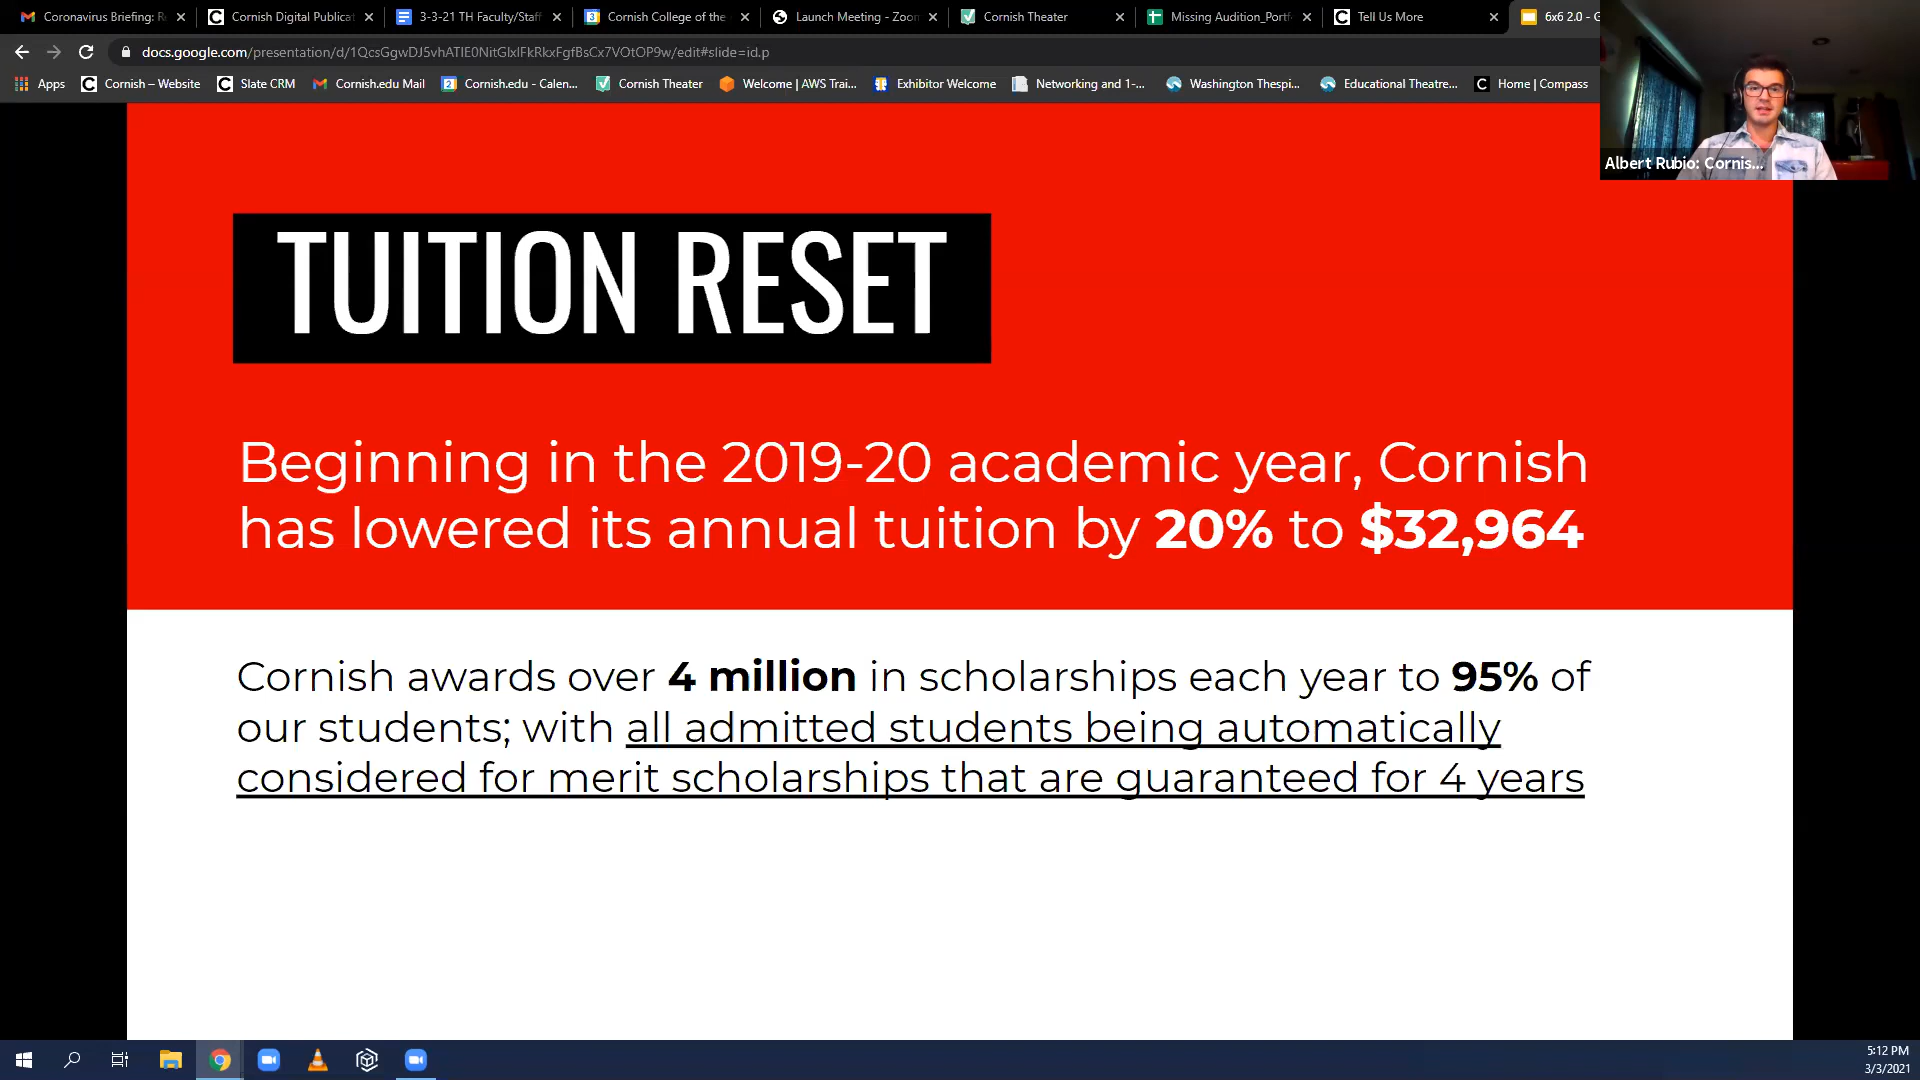 Coronavirus Briefing: R
Cornish Digital Publicat
3-3-21 TH Faculty/Staff
Cornish College of the
Launch Meeting - Zoom
Cornish Theater
Missing Audition_Portf
Tell Us More
6x6 2.0 - G
docs.google.com/presentation/d/1QcsGgwDJ5vhATIE0NitGlxlFkRkxFgfBsCx7VOtOP9w/edit#slide=id.p
Apps
Cornish – Website
Slate CRM
Cornish.edu Mail
Cornish.edu - Calen...
Cornish Theater
Welcome | AWS Trai...
Exhibitor Welcome
Networking and 1-...
Washington Thespi...
Educational Theatre...
Home | Compass
Albert Rubio: Cornis...
TUITION RESET
Beginning in the 2019-20 academic year, Cornish
has lowered its annual tuition by 20% to $32,964
Cornish awards over 4 million in scholarships each year to 95% of
our students; with all admitted students being automatically
considered for merit scholarships that are guaranteed for 4 years
5:12 PM
3/3/2021